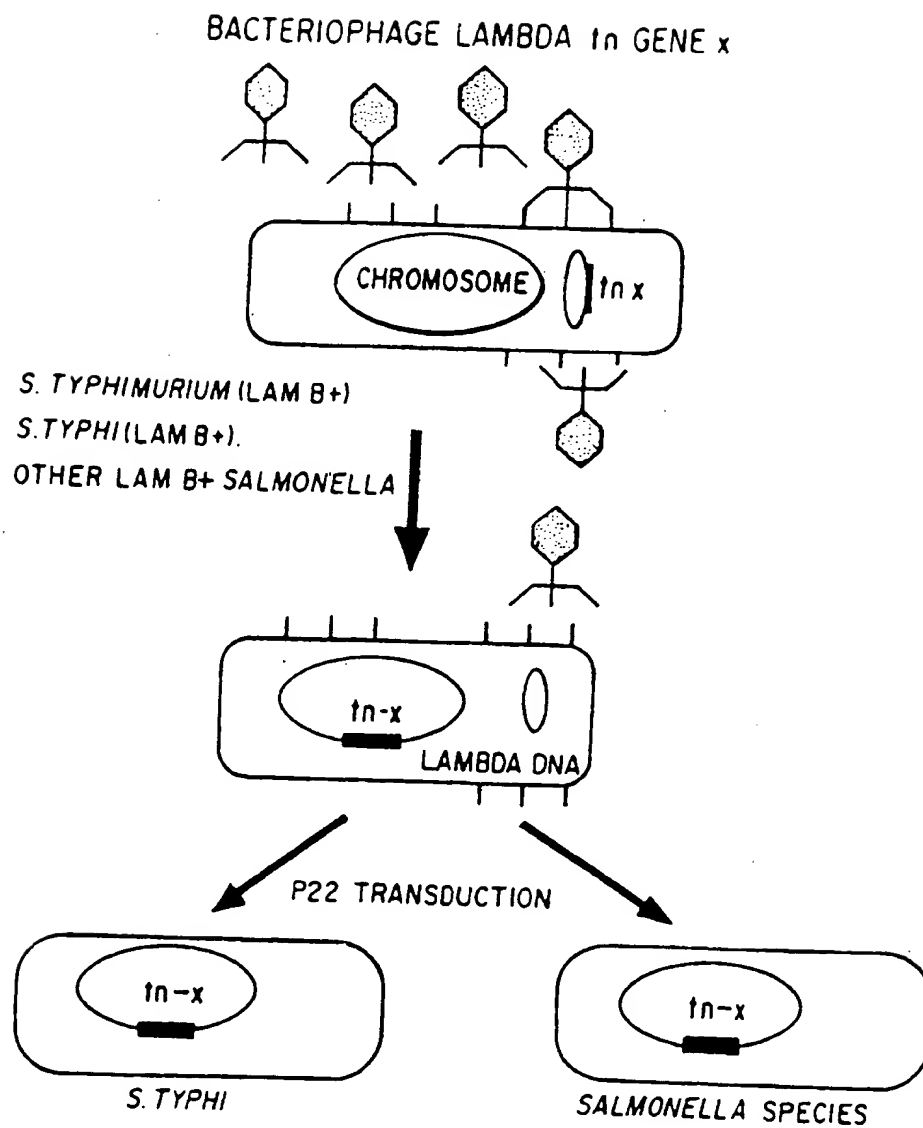 BACTERIOPHAGE LAMBDA tn GENE x
CHROMOSOME
tn x
S. TYPHIMURIUM (LAM B+)
S.TYPHI (LAM B+).
OTHER LAM B+ SALMONELLA
tn-x
LAMBDA DNA
P22 TRANSDUCTION
tn-x
tn-x
S. TYPHI
SALMONELLA SPECIES